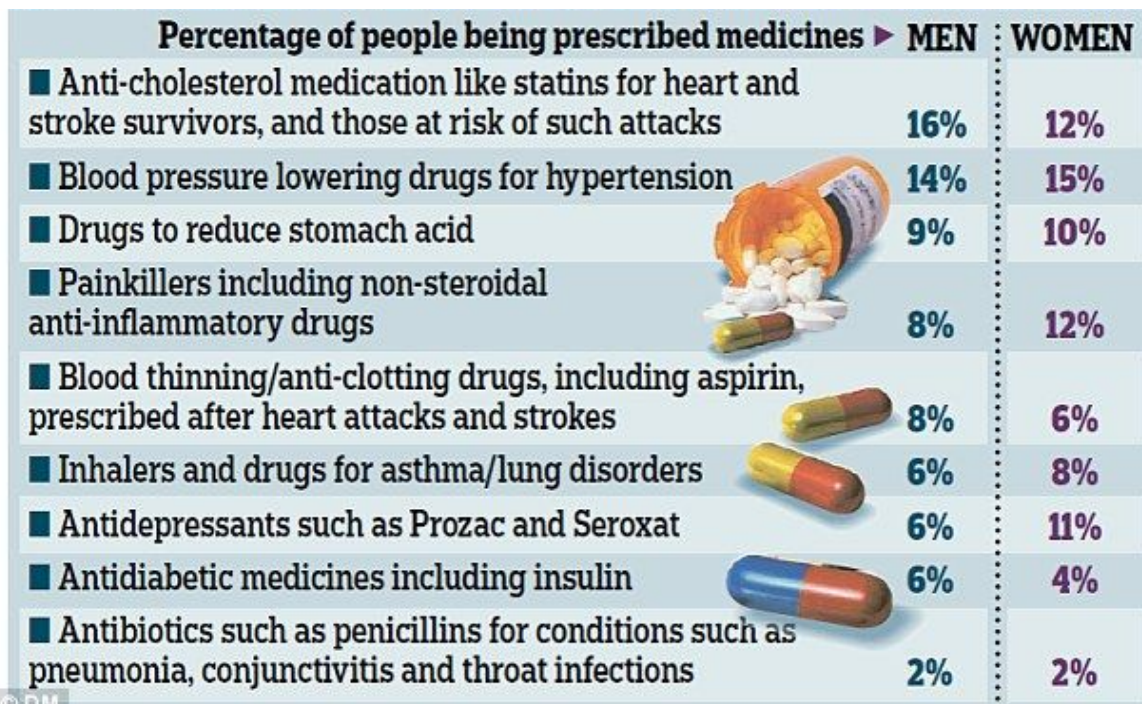 Percentage of people being prescribed medicines ▶ MEN WOMEN
■ Anti-cholesterol medication like statins for heart and
stroke survivors, and those at risk of such attacks 16% 12%
■ Blood pressure lowering drugs for hypertension 14% 15%
■ Drugs to reduce stomach acid 9% 10%
■ Painkillers including non-steroidal
anti-inflammatory drugs 8% 12%
■ Blood thinning/anti-clotting drugs, including aspirin,
prescribed after heart attacks and strokes 8% 6%
■ Inhalers and drugs for asthma/lung disorders 6% 8%
■ Antidepressants such as Prozac and Seroxat 6% 11%
■ Antidiabetic medicines including insulin 6% 4%
■ Antibiotics such as penicillins for conditions such as
pneumonia, conjunctivitis and throat infections 2% 2%
© DM